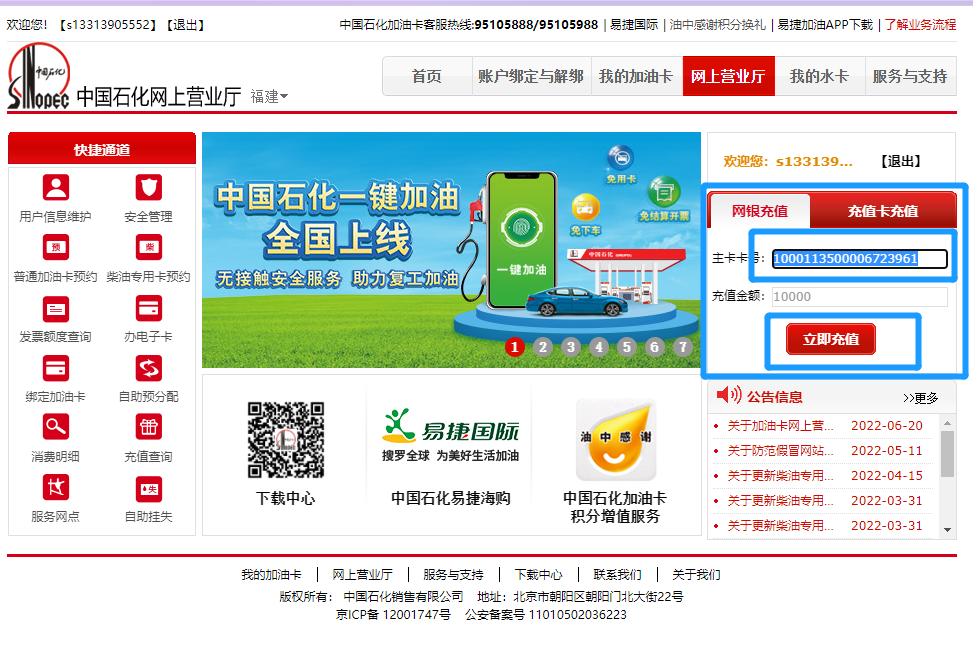 欢迎您! 【s13313905552】【退出】
中国石化加油卡客服热线:95105888/95105988 | 易捷国际 | 油中感谢积分换礼 | 易捷加油APP下载 | 了解业务流程
中国石化
SINOPEC 中国石化网上营业厅 福建
首页 账户绑定与解绑 我的加油卡 网上营业厅 我的水卡 服务与支持
快捷通道
用户信息维护 安全管理
预 柴
普通加油卡预约 柴油专用卡预约
发票额度查询 办电子卡
绑定加油卡 自助预分配
消费明细 充值查询
失
服务网点 自助挂失
中国石化一键加油
全国上线
无接触安全服务 助力复工加油
一键加油
免用卡
免下车
免结算开票
中国石化 SINOPEC
1 2 3 4 5 6 7
下载中心
易捷国际
搜罗全球 为美好生活加油
中国石化易捷海购
油中感谢
中国石化加油卡
积分增值服务
欢迎您: s133139... 【退出】
网银充值 充值卡充值
主卡卡号: 1000113500006723961
充值金额: 10000
立即充值
公告信息 >>更多
关于加油卡网上营... 2022-06-20
关于防范假冒网站... 2022-05-11
关于更新柴油专用... 2022-04-15
关于更新柴油专用... 2022-03-31
关于更新柴油专用... 2022-03-31
我的加油卡 | 网上营业厅 | 服务与支持 | 下载中心 | 联系我们 | 关于我们
版权所有: 中国石化销售有限公司 地址: 北京市朝阳区朝阳门北大街22号
京ICP备 12001747号 公安备案号 11010502036223